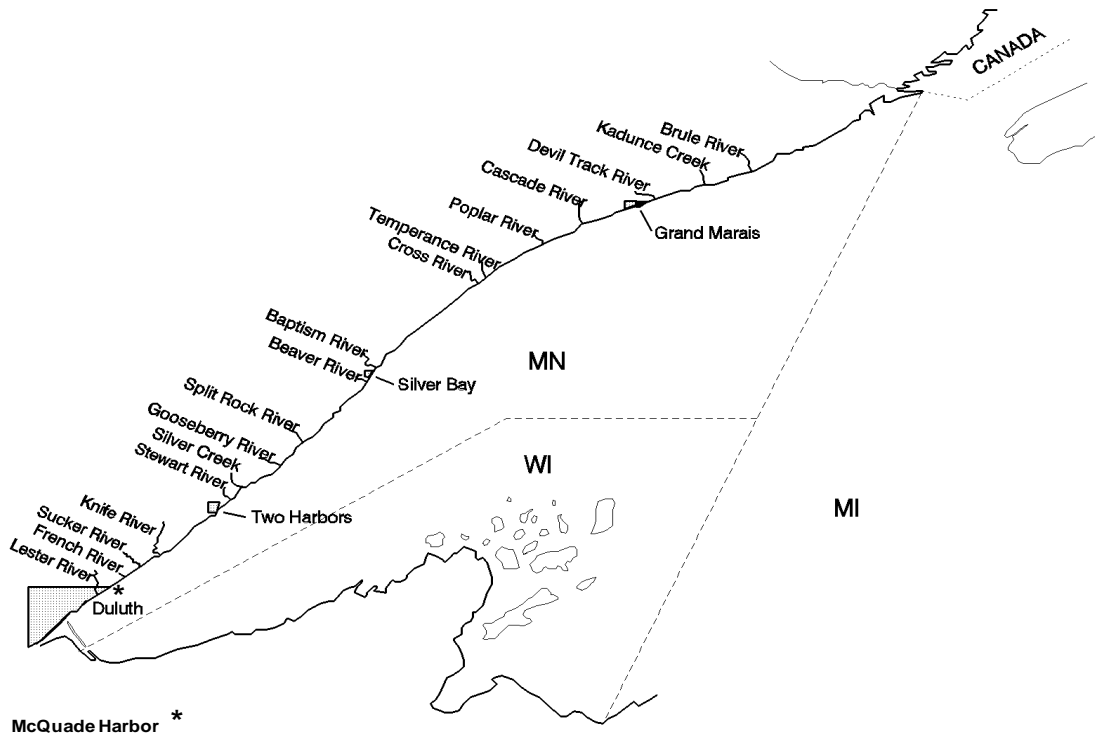 CANADA
Brule River
Kadunce Creek
Devil Track River
Cascade River
Grand Marais
Poplar River
Temperance River
Cross River
Baptism River
Beaver River
MN
Silver Bay
Split Rock River
Gooseberry River
Silver Creek
Stewart River
WI
MI
Two Harbors
Knife River
Sucker River
French River
Lester River
*
Duluth
McQuade Harbor *